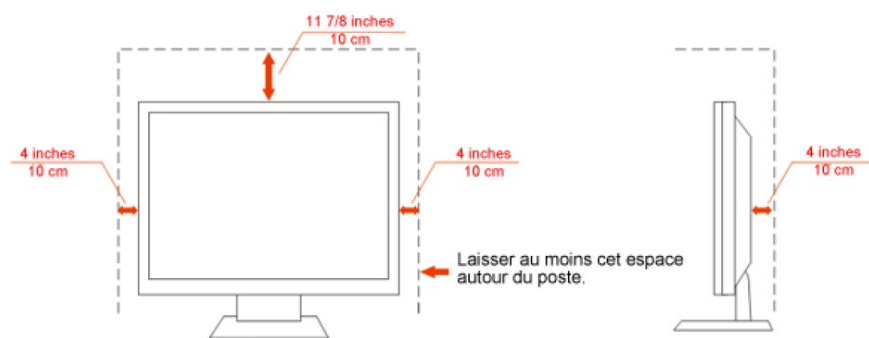 11 7/8 inches
10 cm
4 inches
10 cm
4 inches
10 cm
4 inches
10 cm
Laisser au moins cet espace
autour du poste.